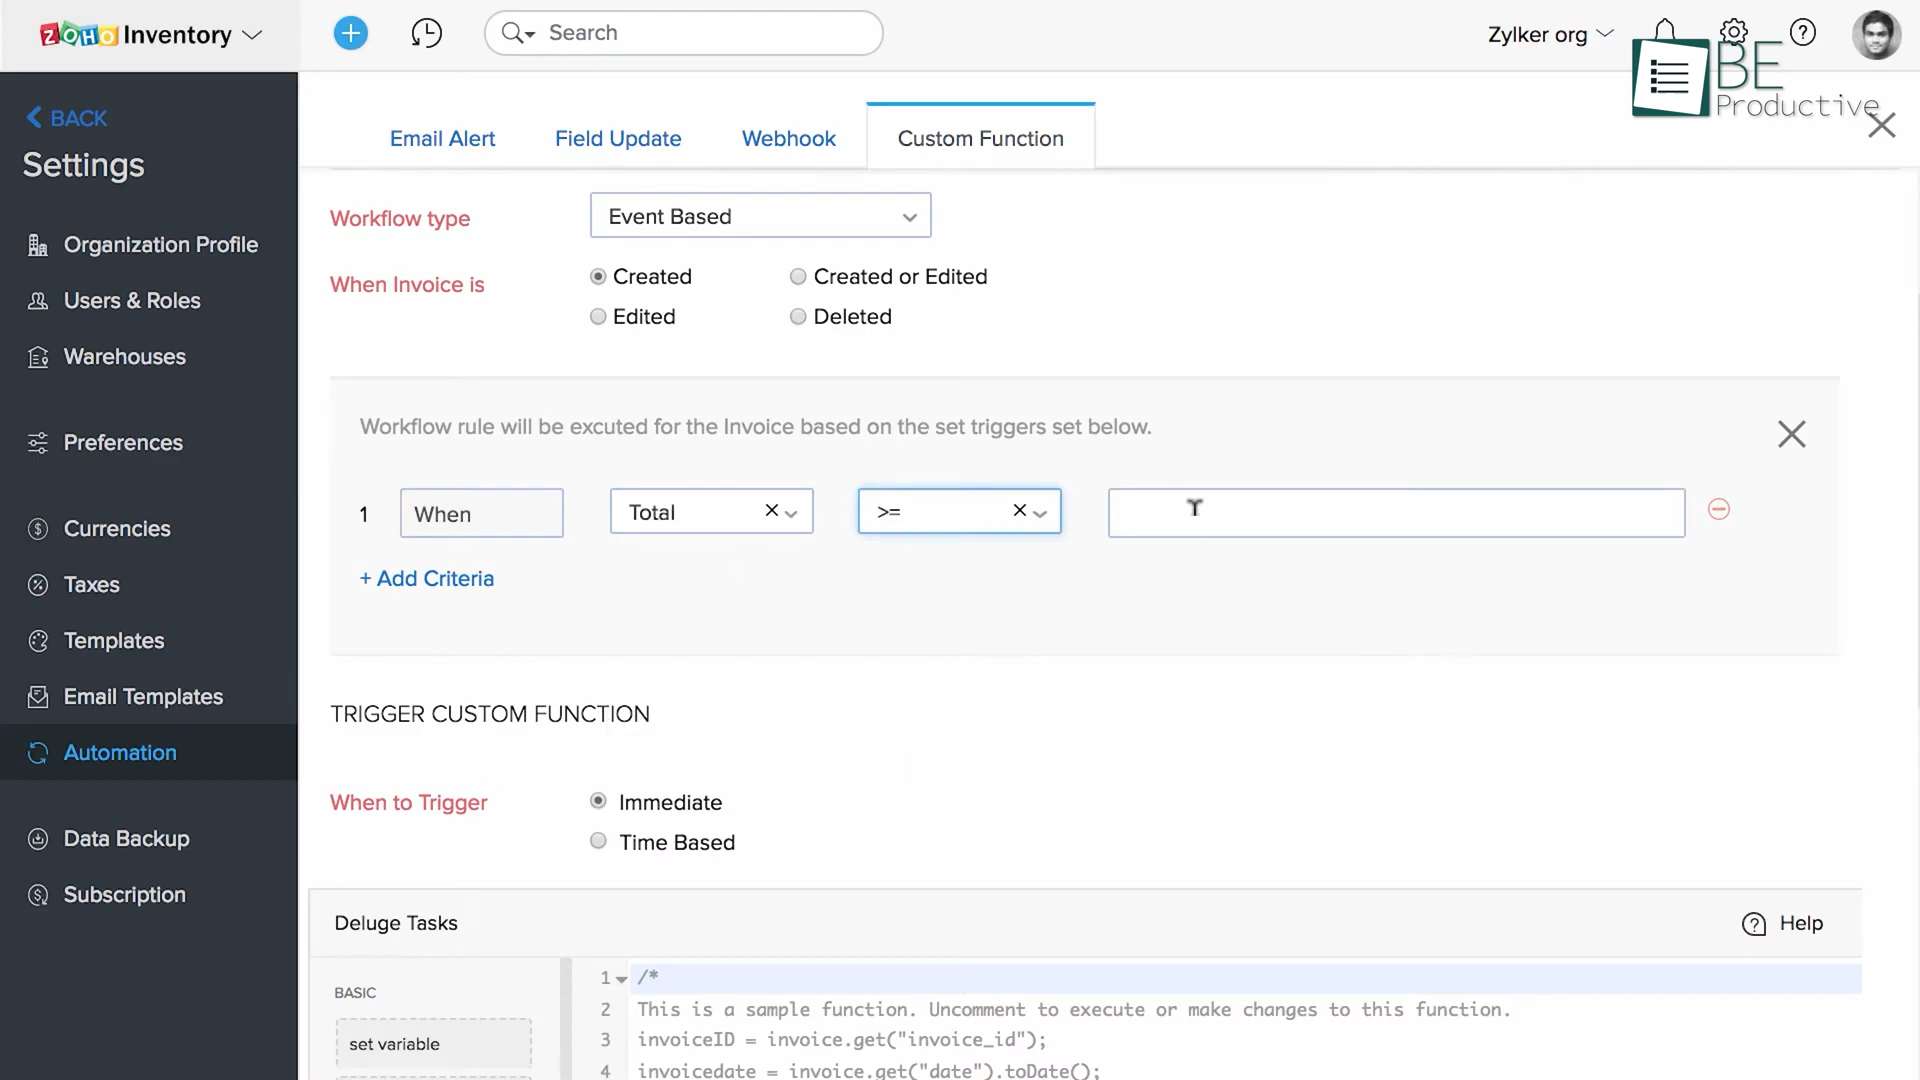 ZOHO Inventory
Search
Zylker org
BE
Productive
BACK
Settings
Organization Profile
Users & Roles
Warehouses
Preferences
Currencies
Taxes
Templates
Email Templates
Automation
Data Backup
Subscription
Email Alert Field Update Webhook Custom Function
Workflow type Event Based
When Invoice is Created Created or Edited
Edited Deleted
Workflow rule will be excuted for the Invoice based on the set triggers set below.
1 When Total >=
+ Add Criteria
TRIGGER CUSTOM FUNCTION
When to Trigger Immediate
Time Based
Deluge Tasks Help
BASIC
set variable
1 /*
2 This is a sample function. Uncomment to execute or make changes to this function.
3 invoiceID = invoice.get("invoice_id");
4 invoicedate = invoice.get("date").toDate();